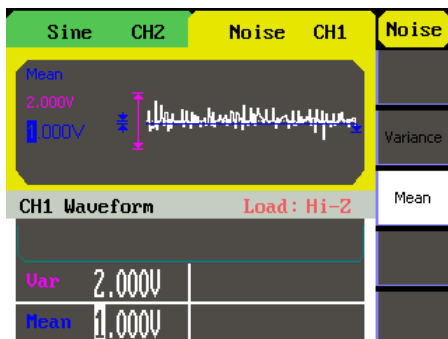 Sine CH2 Noise CH1 Noise
Mean
2.000V
1.000V
Variance
Mean
CH1 Waveform Load: Hi-Z
Var 2.000V
Mean 1.000V